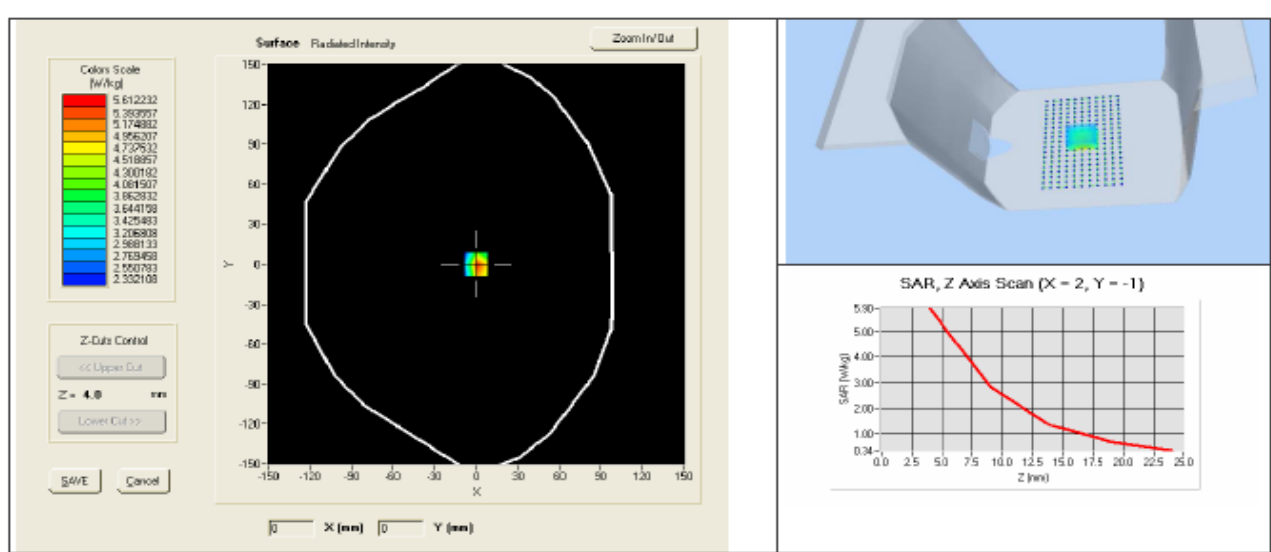 Surface Radiated Intensity
Zoom In/Out
Colors Scale
(W/kg)
5.612232
5.393557
5.174882
4.956207
4.737532
4.518857
4.300182
4.081507
3.862832
3.644158
3.425483
3.206808
2.988133
2.769458
2.550783
2.332108
Z-Cuts Control
<< Upper Cut
Z = 4.0 mm
Lower Cut >>
SAVE Cancel
150
120
90
60
30
0
-30
-60
-90
-120
-150
Y
-150 -120 -90 -60 -30 0 30 60 90 120 150
X
0 X (mm) 0 Y (mm)
SAR, Z Axis Scan (X = 2, Y = -1)
5.90
5.00
4.00
3.00
2.00
1.00
0.34
SAR (W/kg)
0.0 2.5 5.0 7.5 10.0 12.5 15.0 17.5 20.0 22.5 25.0
Z (mm)